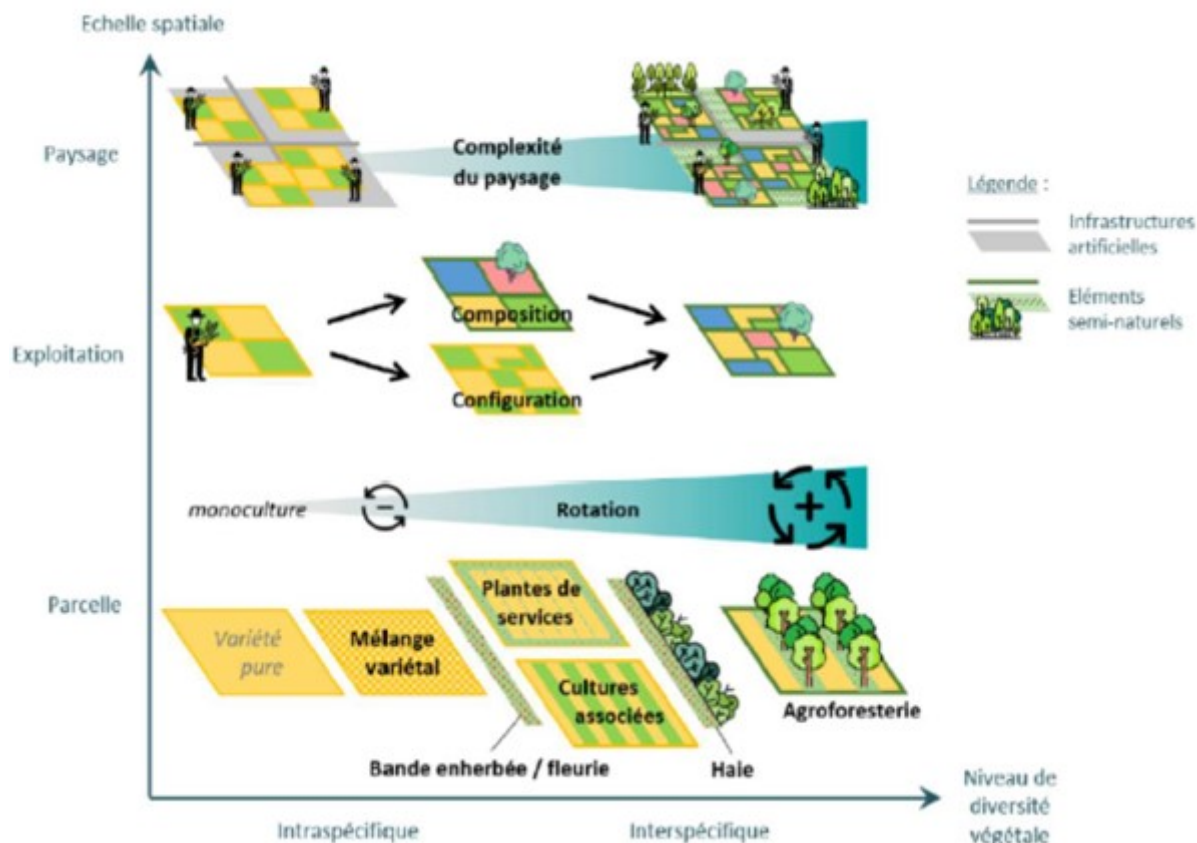 Echelle spatiale
Paysage
Complexité
du paysage
Légende :
Infrastructures
artificielles
Eléments
semi-naturels
Exploitation
Composition
Configuration
monoculture
Rotation
Parcelle
Variété
pure
Mélange
variétal
Plantes de
services
Cultures
associées
Agroforesterie
Bande enherbée / fleurie
Haie
Intraspécifique
Interspécifique
Niveau de
diversité
végétale